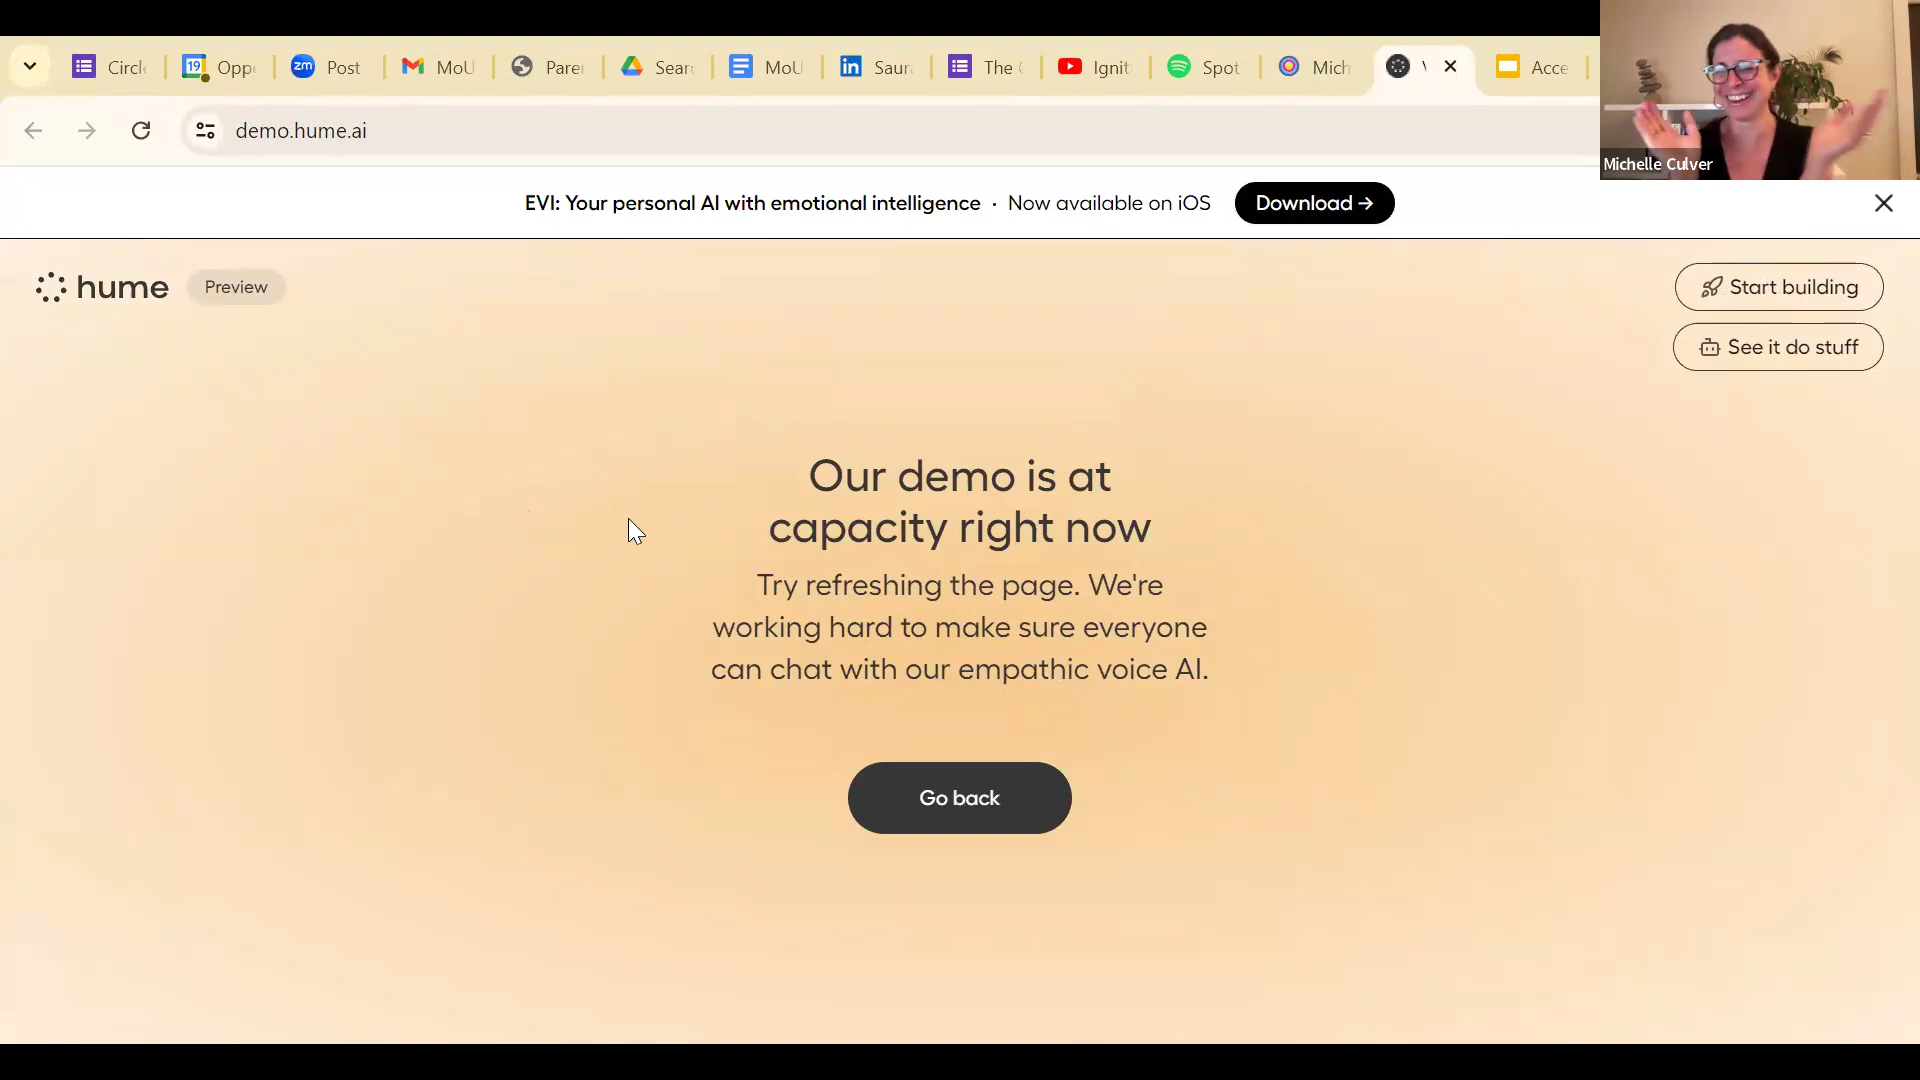 Circl
Opp
Post
MoU
Parer
Sear
MoU
Saur
The
Ignit
Spot
Mich
Acce
demo.hume.ai
Michelle Culver
EVI: Your personal AI with emotional intelligence · Now available on iOS
Download →
hume
Preview
Start building
See it do stuff
Our demo is at
capacity right now
Try refreshing the page. We're
working hard to make sure everyone
can chat with our empathic voice AI.
Go back